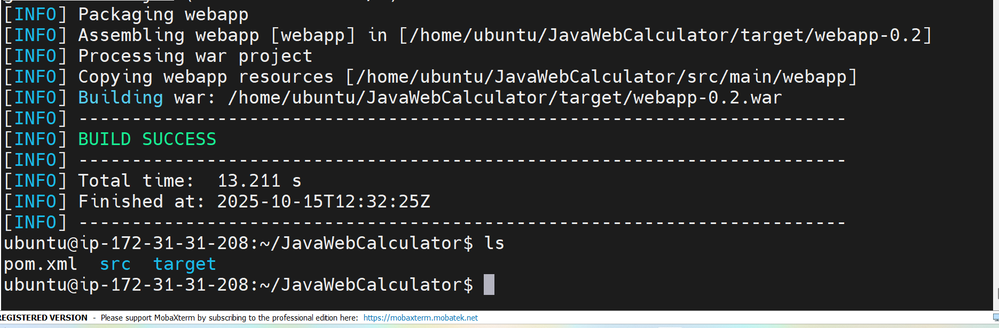 [INFO] Packaging webapp
[INFO] Assembling webapp [webapp] in [/home/ubuntu/JavaWebCalculator/target/webapp-0.2]
[INFO] Processing war project
[INFO] Copying webapp resources [/home/ubuntu/JavaWebCalculator/src/main/webapp]
[INFO] Building war: /home/ubuntu/JavaWebCalculator/target/webapp-0.2.war
[INFO] ------------------------------------------------------------------------
[INFO] BUILD SUCCESS
[INFO] ------------------------------------------------------------------------
[INFO] Total time:  13.211 s
[INFO] Finished at: 2025-10-15T12:32:25Z
[INFO] ------------------------------------------------------------------------
ubuntu@ip-172-31-31-208:~/JavaWebCalculator$ ls
pom.xml  src  target
ubuntu@ip-172-31-31-208:~/JavaWebCalculator$
REGISTERED VERSION - Please support MobaXterm by subscribing to the professional edition here: https://mobaxterm.mobatek.net